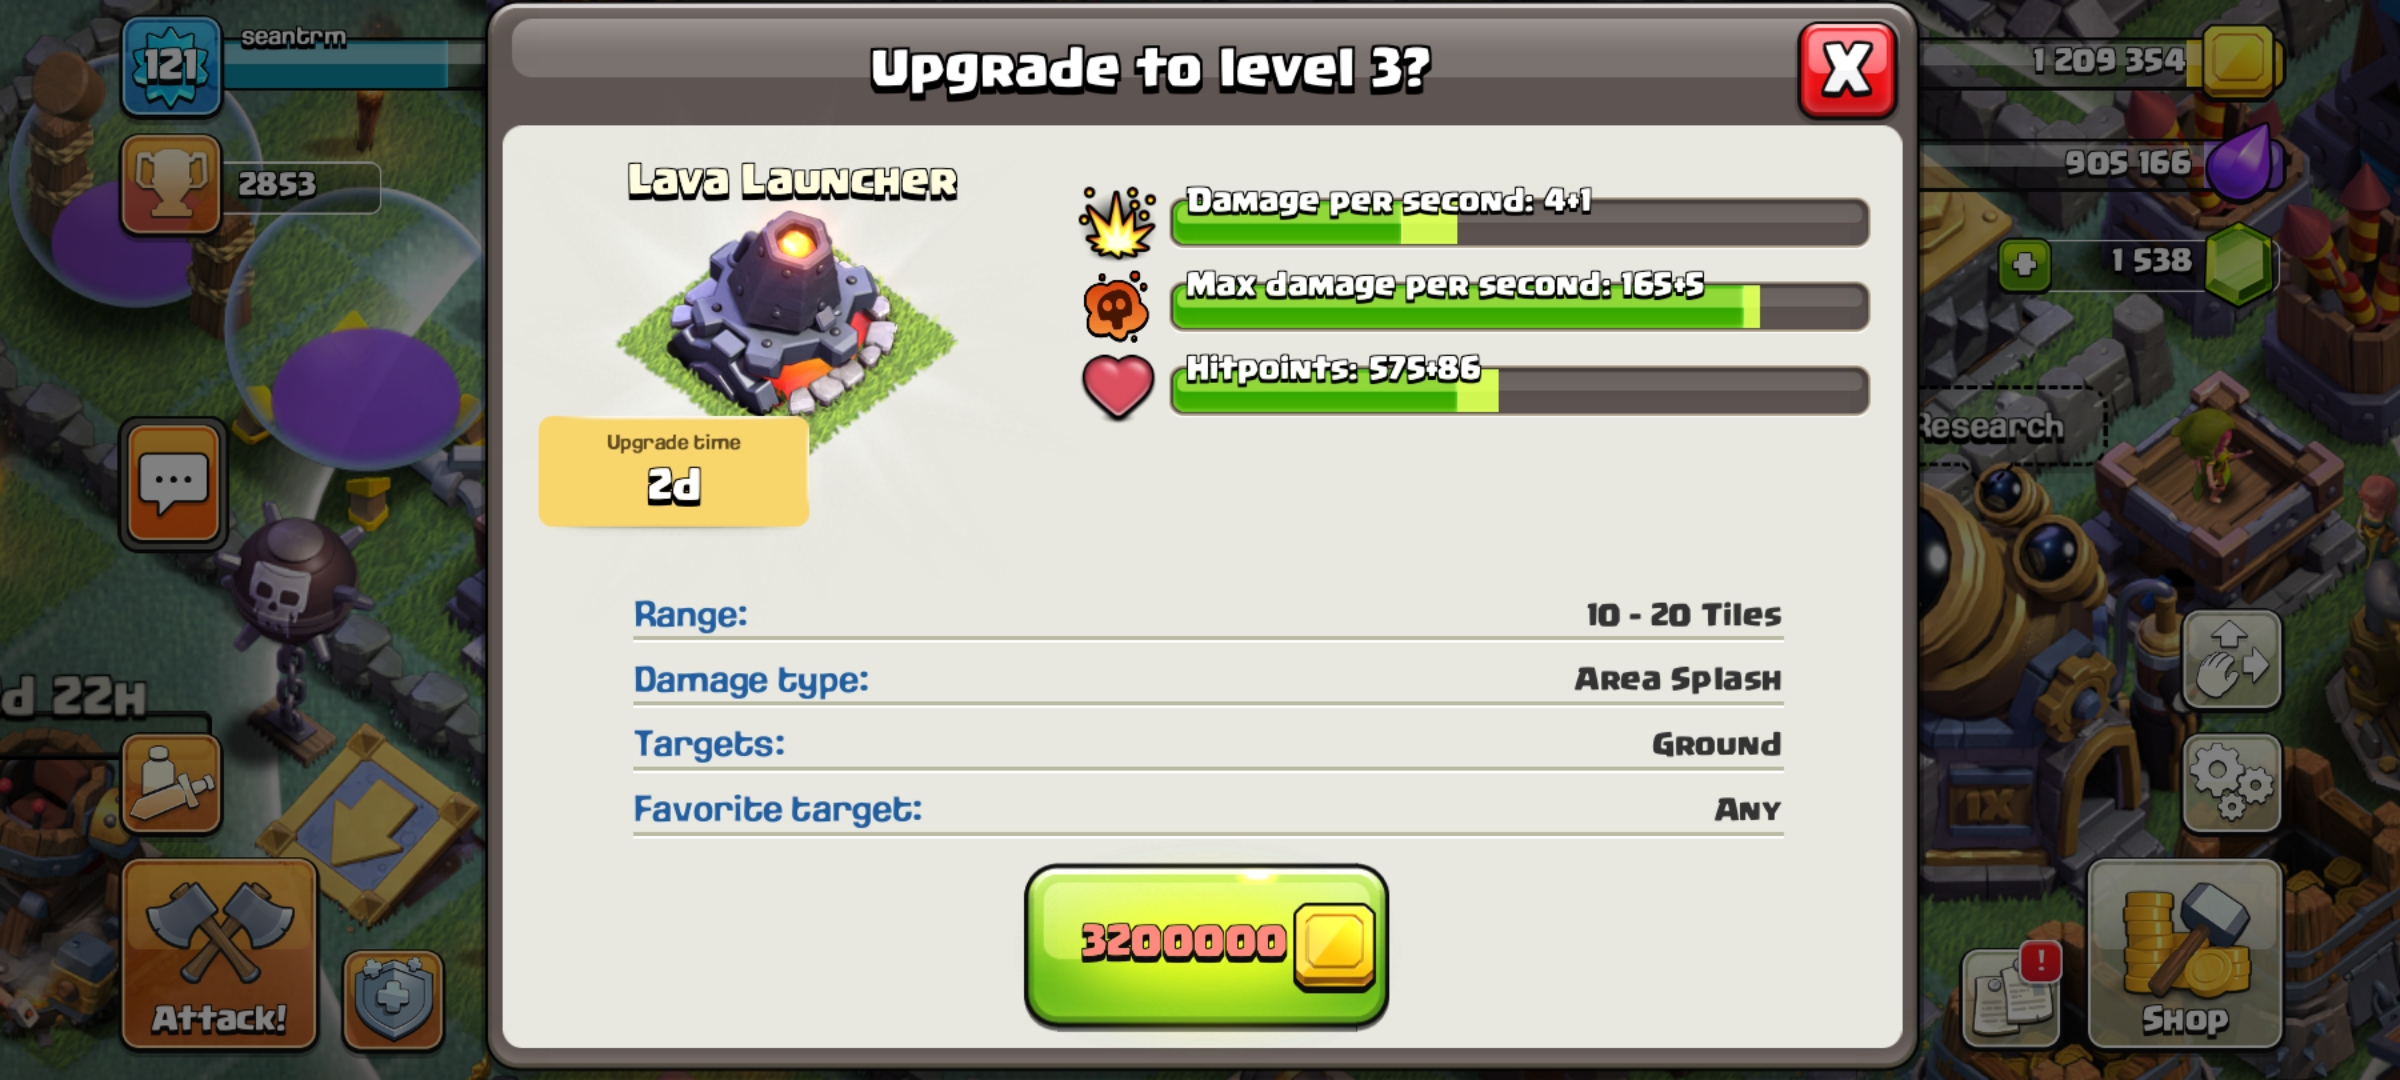 121
seantrm
2853
Upgrade to level 3?
X
1 209 354
905 166
1 538
Lava Launcher
Damage per second: 4+1
Max damage per second: 165+5
Hitpoints: 575+86
Upgrade time
2d
Research
Range: 10 - 20 Tiles
Damage type: Area Splash
d 22H
Targets: Ground
Favorite target: Any
IX
3200000
!
Attack!
Shop